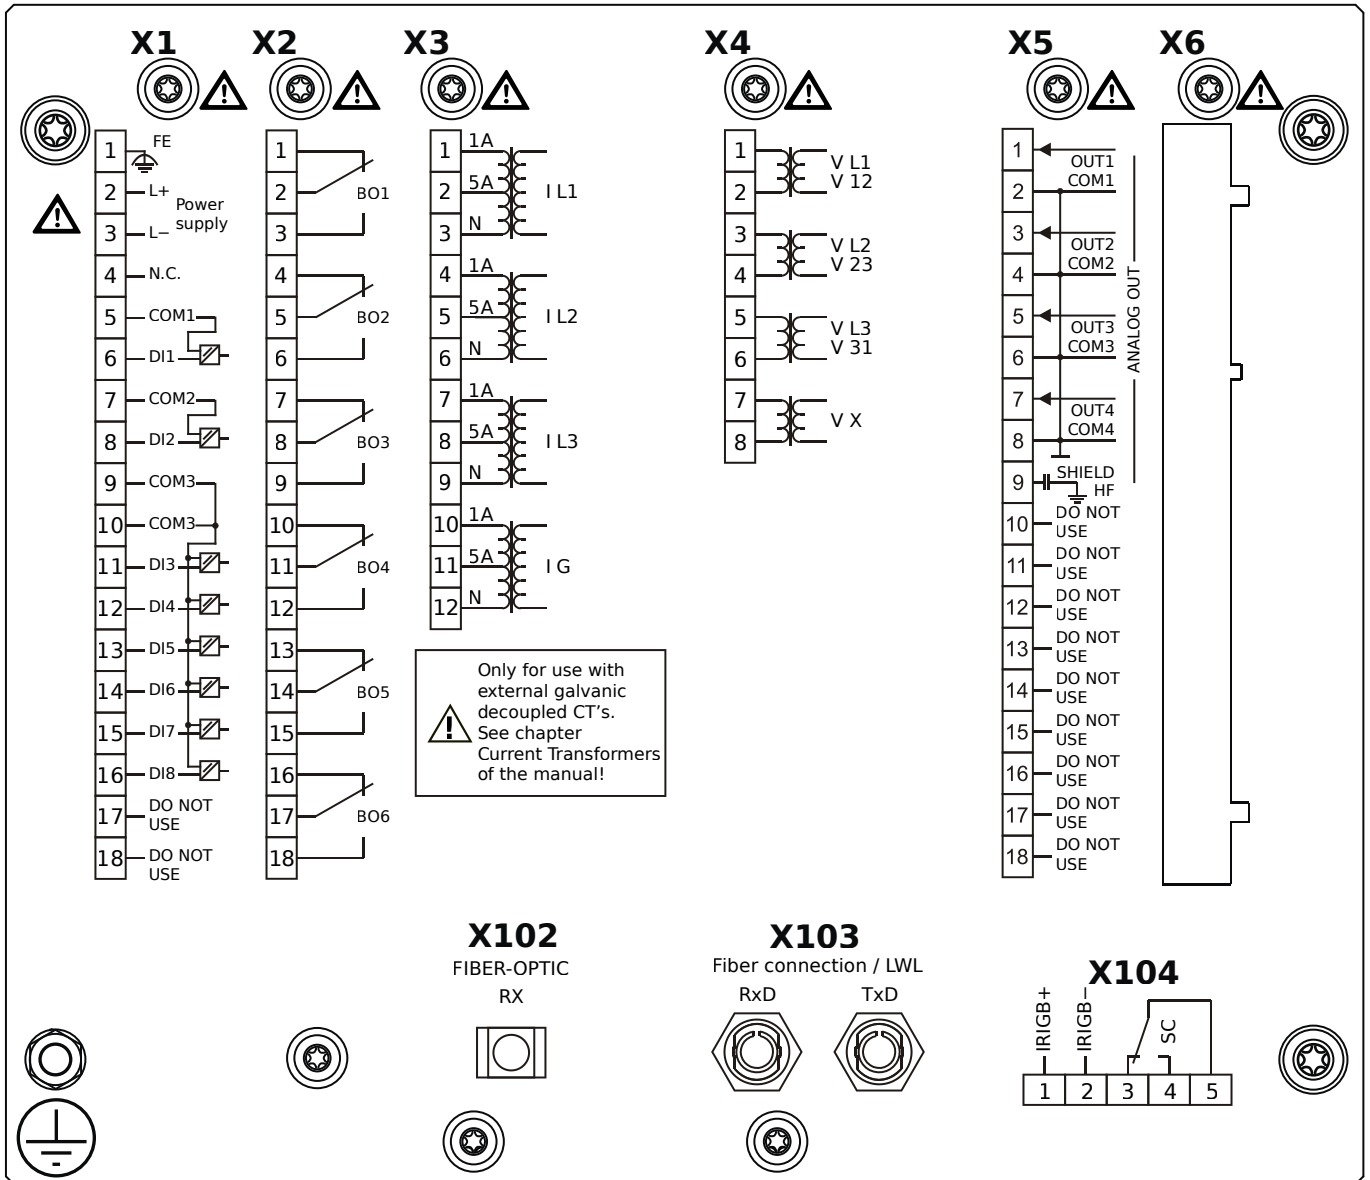 X1
X2
X3
X4
X5
X6
1 FE
2 L+
Power
supply
3 L−
4 N.C.
5 COM1
6 DI1
7 COM2
8 DI2
9 COM3
10 COM3
11 DI3
12 DI4
13 DI5
14 DI6
15 DI7
16 DI8
17 DO NOT
USE
18 DO NOT
USE
1
2 BO1
3
4
5 BO2
6
7
8 BO3
9
10
11 BO4
12
13
14 BO5
15
16
17 BO6
18
1 1A
2 5A I L1
3 N
4 1A
5 5A I L2
6 N
7 1A
8 5A I L3
9 N
10 1A
11 5A I G
12 N
Only for use with
external galvanic
decoupled CT's.
See chapter
Current Transformers
of the manual!
1 V L1
2 V 12
3 V L2
4 V 23
5 V L3
6 V 31
7 V X
8
1 OUT1
2 COM1
3 OUT2
4 COM2
5 OUT3
6 COM3
7 OUT4
8 COM4
ANALOG OUT
9 SHIELD
HF
10 DO NOT
USE
11 DO NOT
USE
12 DO NOT
USE
13 DO NOT
USE
14 DO NOT
USE
15 DO NOT
USE
16 DO NOT
USE
17 DO NOT
USE
18 DO NOT
USE
X102
FIBER-OPTIC
RX
X103
Fiber connection / LWL
RxD TxD
X104
IRIGB+
IRIGB−
SC
1 2 3 4 5